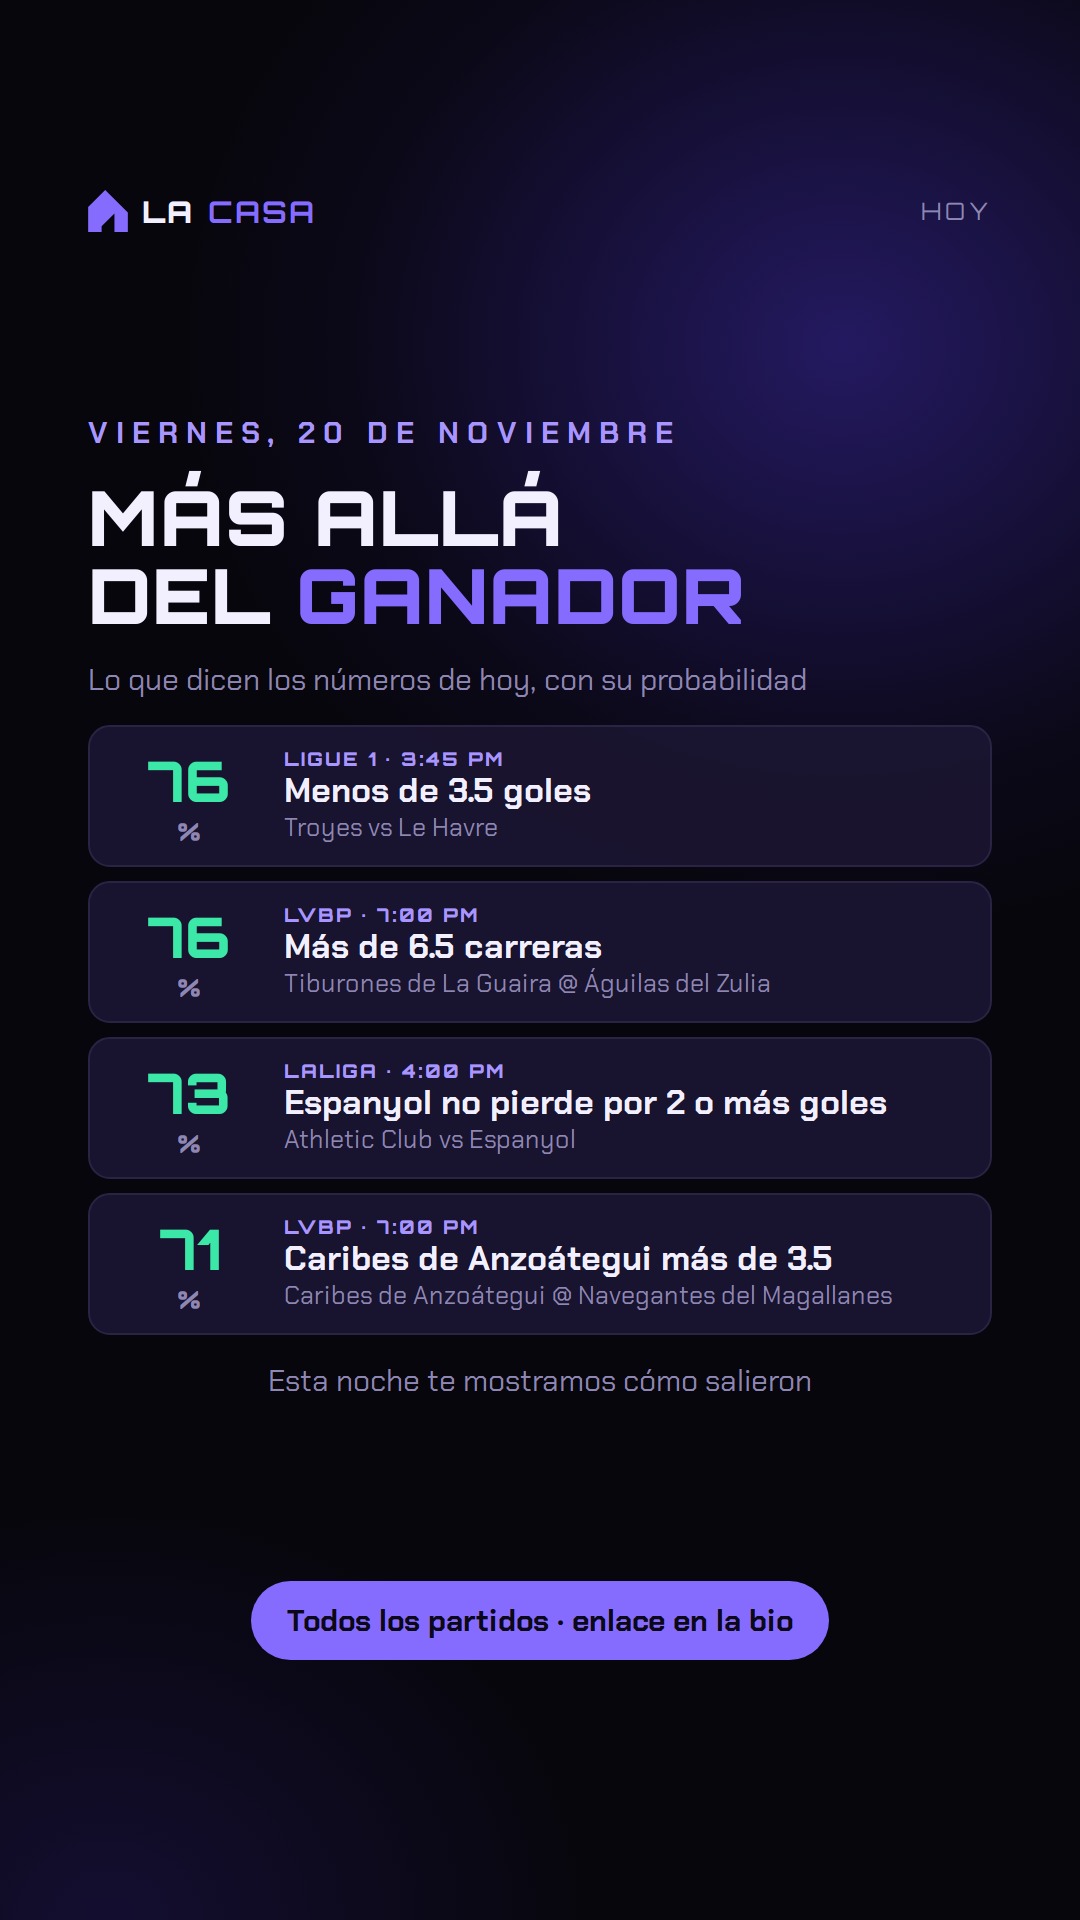 LA CASA
HOY
VIERNES, 20 DE NOVIEMBRE
MÁS ALLÁ
DEL GANADOR
Lo que dicen los números de hoy, con su probabilidad
76
%
LIGUE 1 · 3:45 PM
Menos de 3.5 goles
Troyes vs Le Havre
76
%
LVBP · 7:00 PM
Más de 6.5 carreras
Tiburones de La Guaira @ Águilas del Zulia
73
%
LALIGA · 4:00 PM
Espanyol no pierde por 2 o más goles
Athletic Club vs Espanyol
71
%
LVBP · 7:00 PM
Caribes de Anzoátegui más de 3.5
Caribes de Anzoátegui @ Navegantes del Magallanes
Esta noche te mostramos cómo salieron
Todos los partidos · enlace en la bio